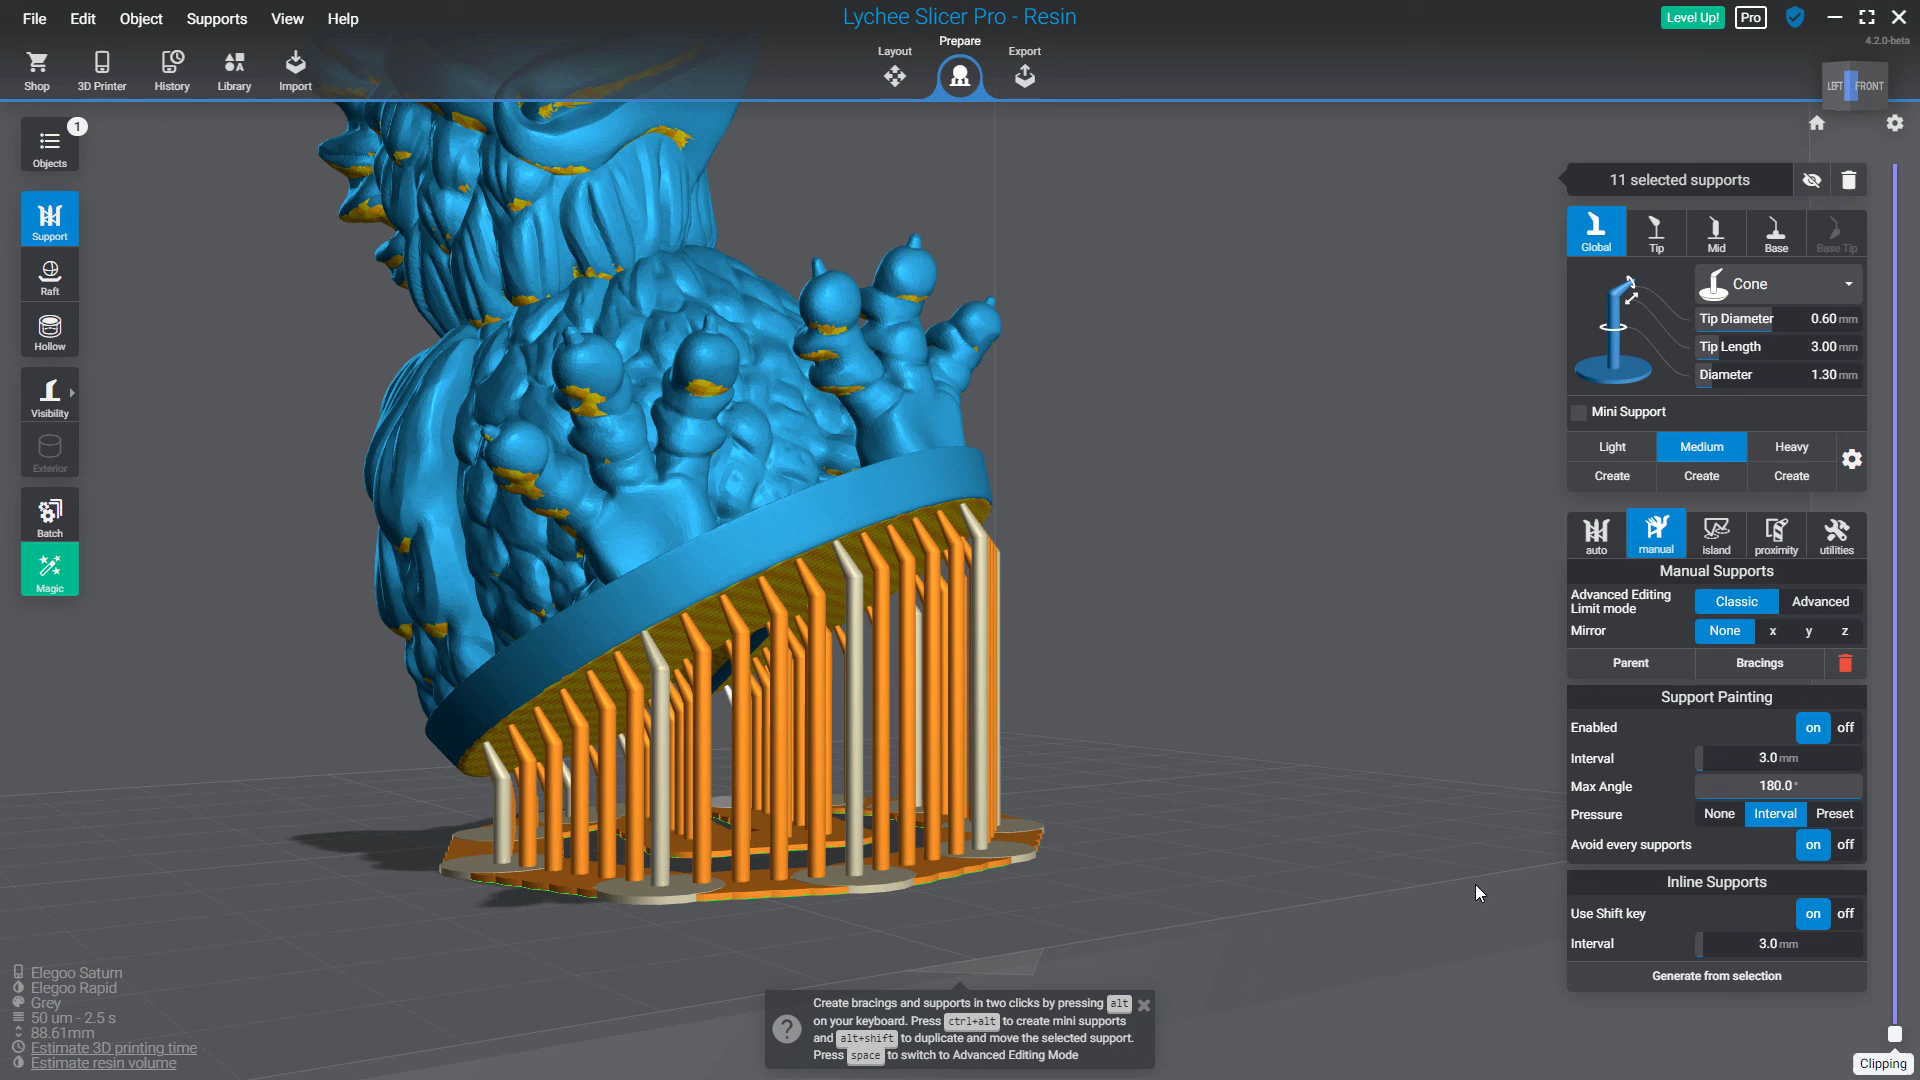 File Edit Object Supports View Help
Lychee Slicer Pro - Resin
Level Up! Pro
4.2.0-beta
Shop 3D Printer History Library Import
Layout Prepare Export
LEFT FRONT
1
Objects
Support
Raft
Hollow
Visibility
Exterior
Batch
Magic
11 selected supports
Global Tip Mid Base Base Tip
Cone
Tip Diameter 0.60 mm
Tip Length 3.00 mm
Diameter 1.30 mm
Mini Support
Light Medium Heavy
Create Create Create
auto manual island proximity utilities
Manual Supports
Advanced Editing
Limit mode
Classic Advanced
Mirror None x y z
Parent Bracings
Support Painting
Enabled on off
Interval 3.0 mm
Max Angle 180.0 °
Pressure None Interval Preset
Avoid every supports on off
Inline Supports
Use Shift key on off
Interval 3.0 mm
Generate from selection
Clipping
Elegoo Saturn
Elegoo Rapid
Grey
50 um - 2.5 s
88.61mm
Estimate 3D printing time
Estimate resin volume
?
Create bracings and supports in two clicks by pressing alt
on your keyboard. Press ctrl+alt to create mini supports
and alt+shift to duplicate and move the selected support.
Press space to switch to Advanced Editing Mode